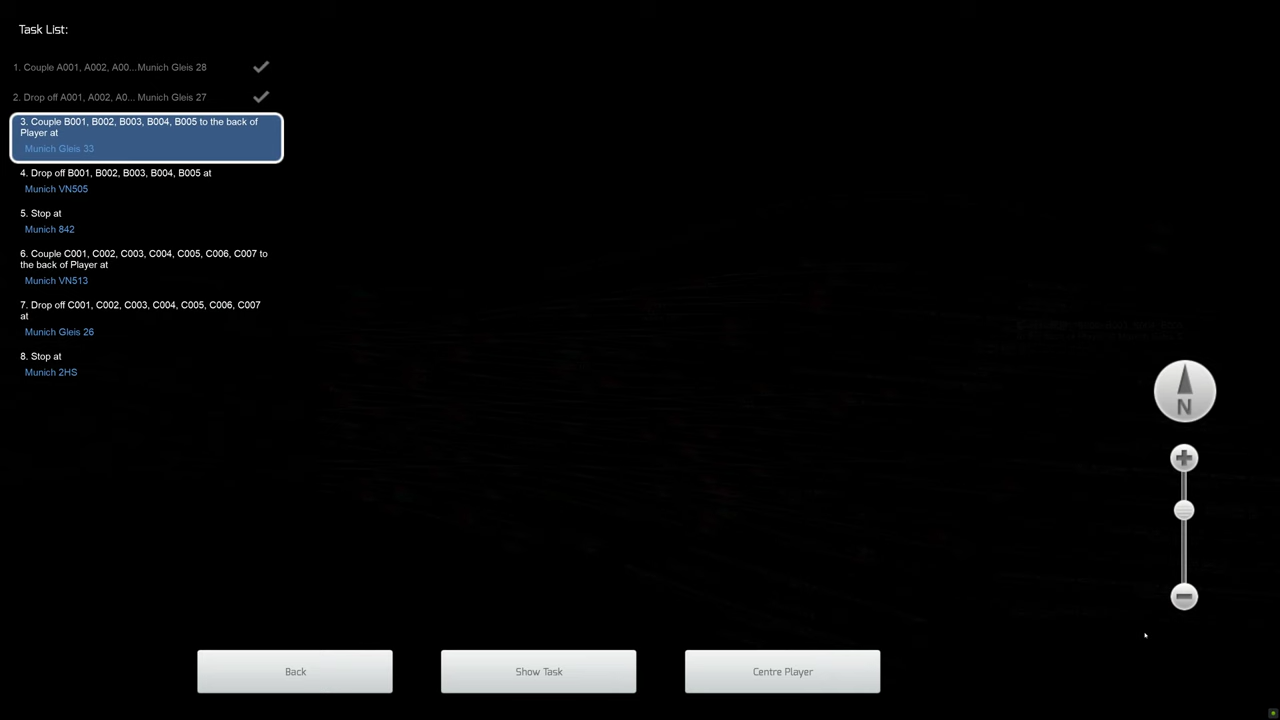 Task List:
1. Couple A001, A002, A00...Munich Gleis 28
2. Drop off A001, A002, A0... Munich Gleis 27
3. Couple B001, B002, B003, B004, B005 to the back of
Player at
Munich Gleis 33
4. Drop off B001, B002, B003, B004, B005 at
Munich VN505
5. Stop at
Munich 842
6. Couple C001, C002, C003, C004, C005, C006, C007 to
the back of Player at
Munich VN513
7. Drop off C001, C002, C003, C004, C005, C006, C007
at
Munich Gleis 26
8. Stop at
Munich 2HS
N
Back
Show Task
Centre Player